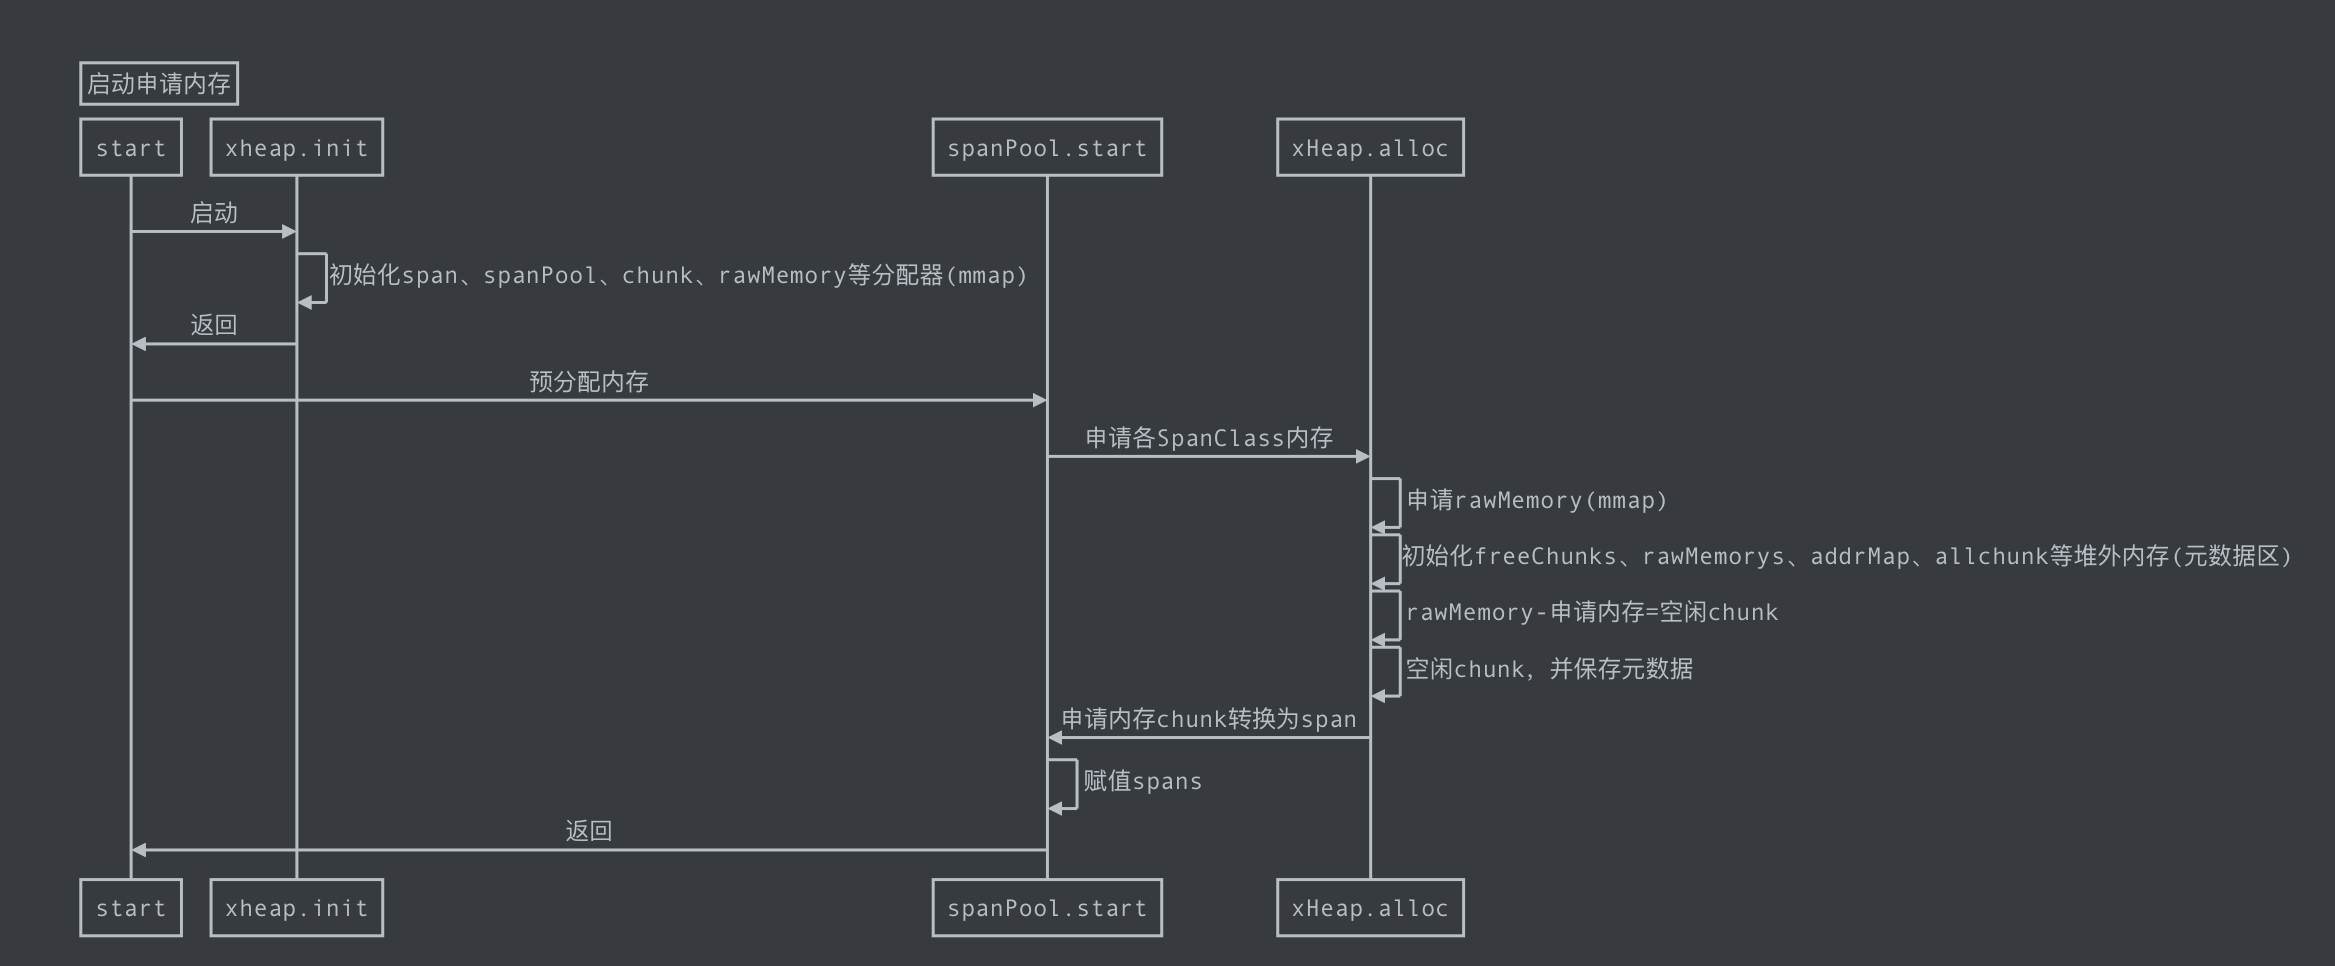 启动申请内存
start
xheap.init
spanPool.start
xHeap.alloc
启动
初始化span、spanPool、chunk、rawMemory等分配器(mmap)
返回
预分配内存
申请各SpanClass内存
申请rawMemory(mmap)
初始化freeChunks、rawMemorys、addrMap、allchunk等堆外内存(元数据区)
rawMemory-申请内存=空闲chunk
空闲chunk，并保存元数据
申请内存chunk转换为span
赋值spans
返回
start
xheap.init
spanPool.start
xHeap.alloc